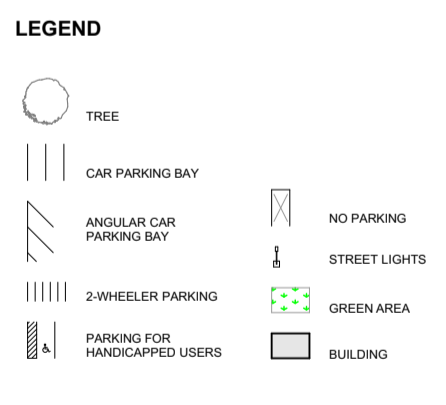 LEGEND
TREE
CAR PARKING BAY
ANGULAR CAR
PARKING BAY
2-WHEELER PARKING
PARKING FOR
HANDICAPPED USERS
NO PARKING
STREET LIGHTS
GREEN AREA
BUILDING